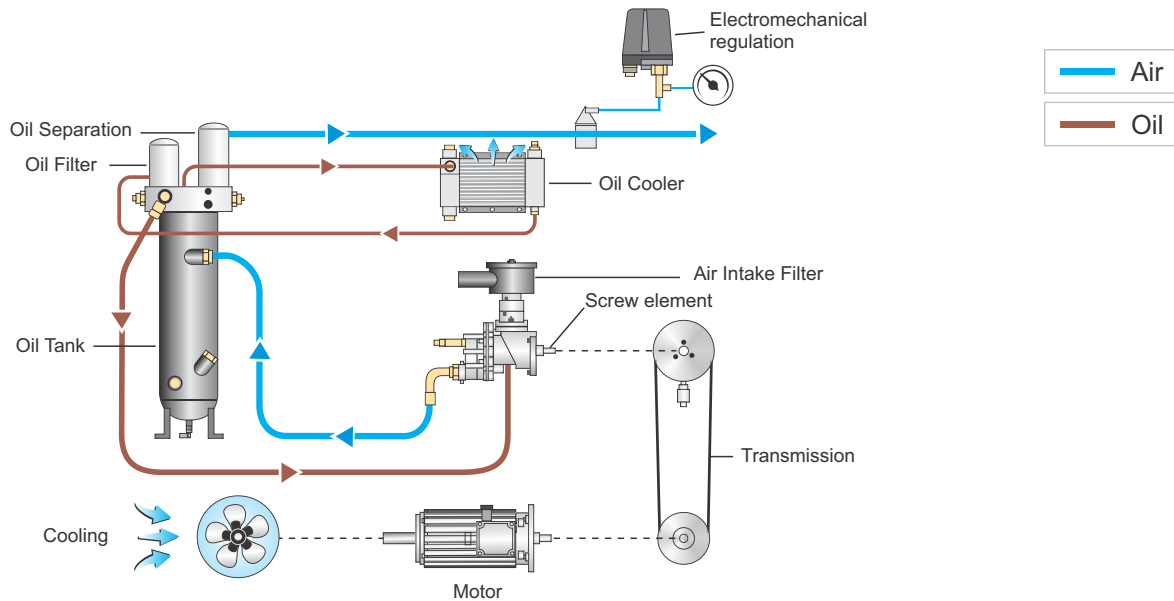 Electromechanical
regulation
Air
Oil
Oil Separation
Oil Filter
Oil Cooler
Air Intake Filter
Screw element
Oil Tank
Transmission
Cooling
Motor